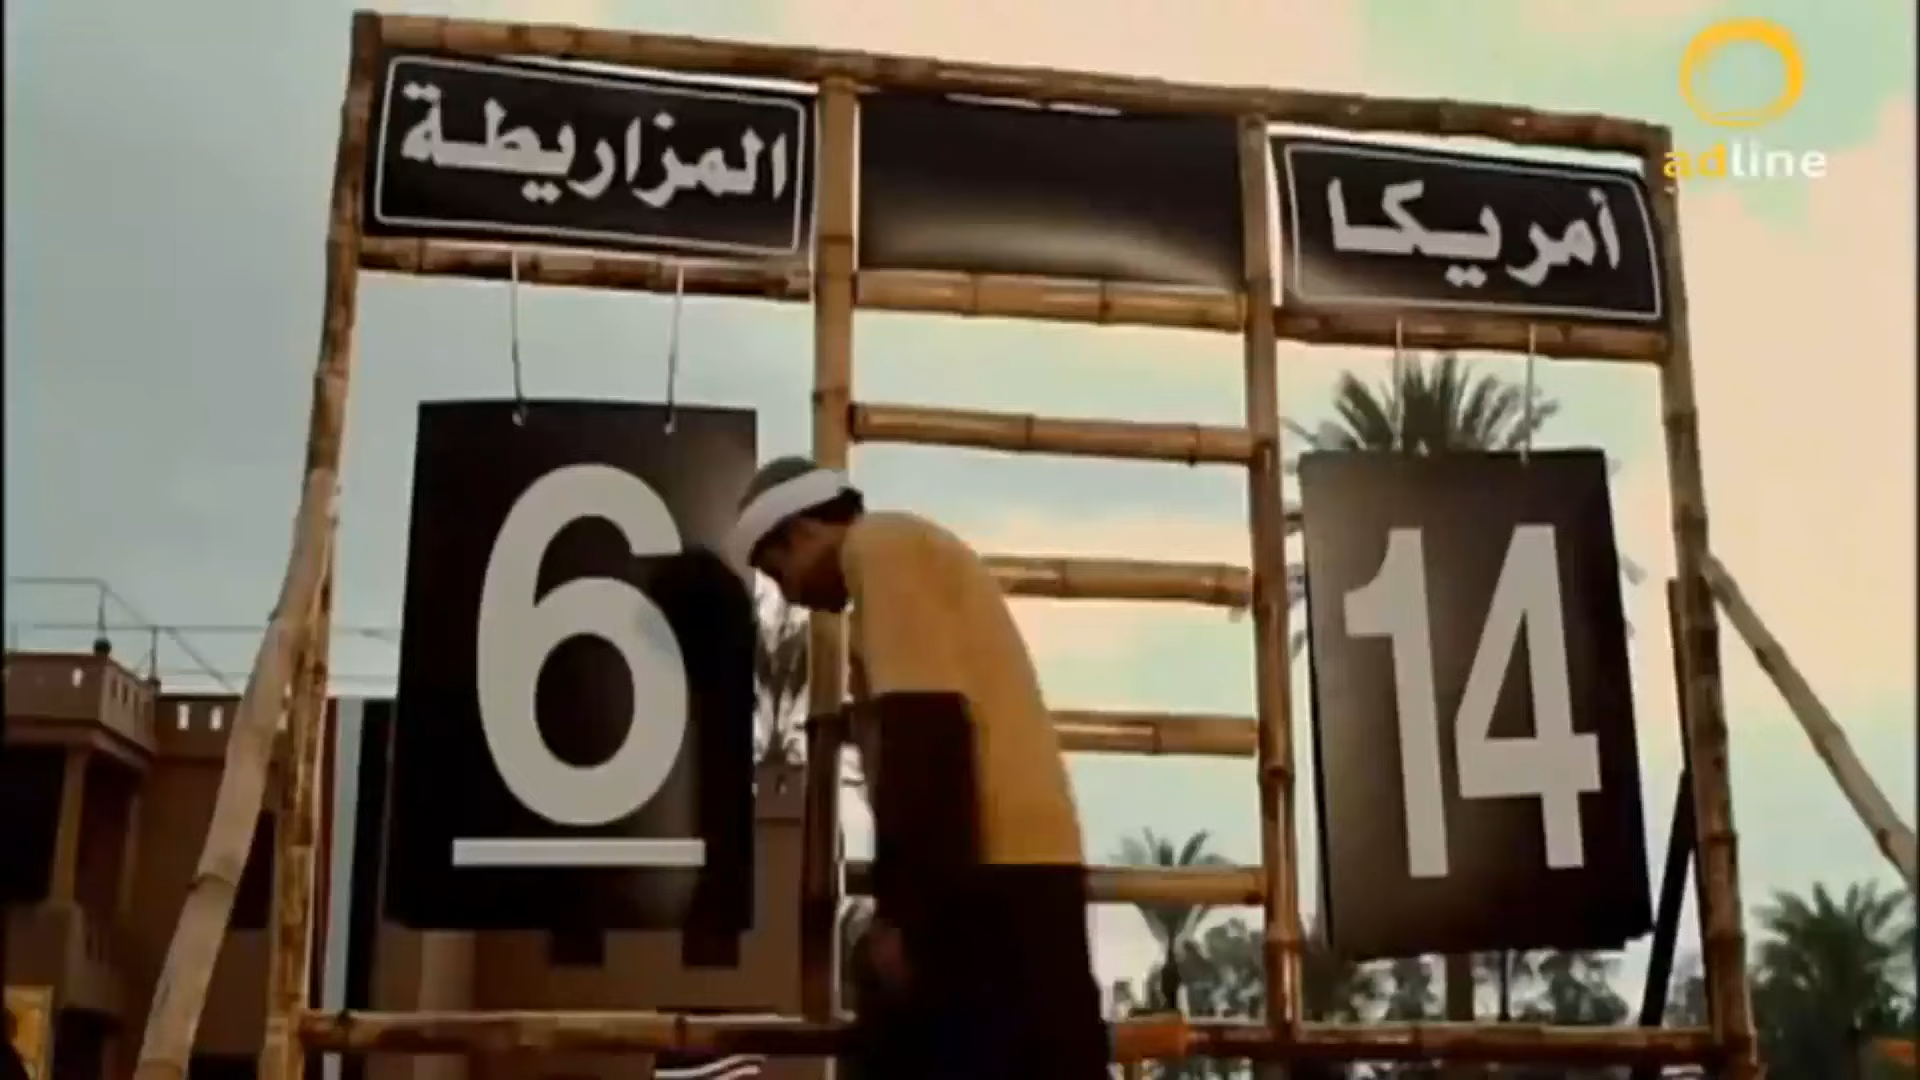 أمريكا
المزاريطة
14
6
adline